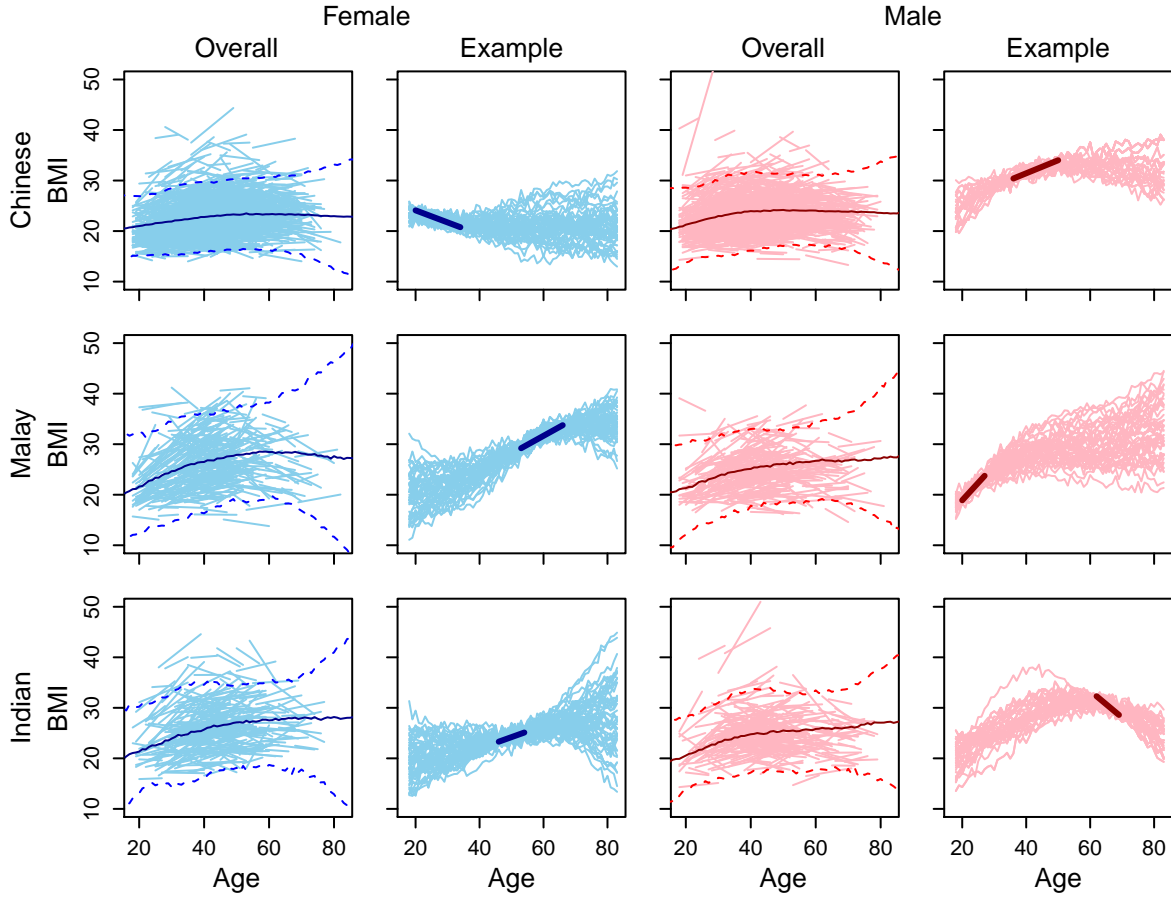 Female Male
Overall Example Overall Example
Chinese
BMI
10 20 30 40 50
Malay
BMI
10 20 30 40 50
Indian
BMI
10 20 30 40 50
20 40 60 80 20 40 60 80 20 40 60 80 20 40 60 80
Age Age Age Age